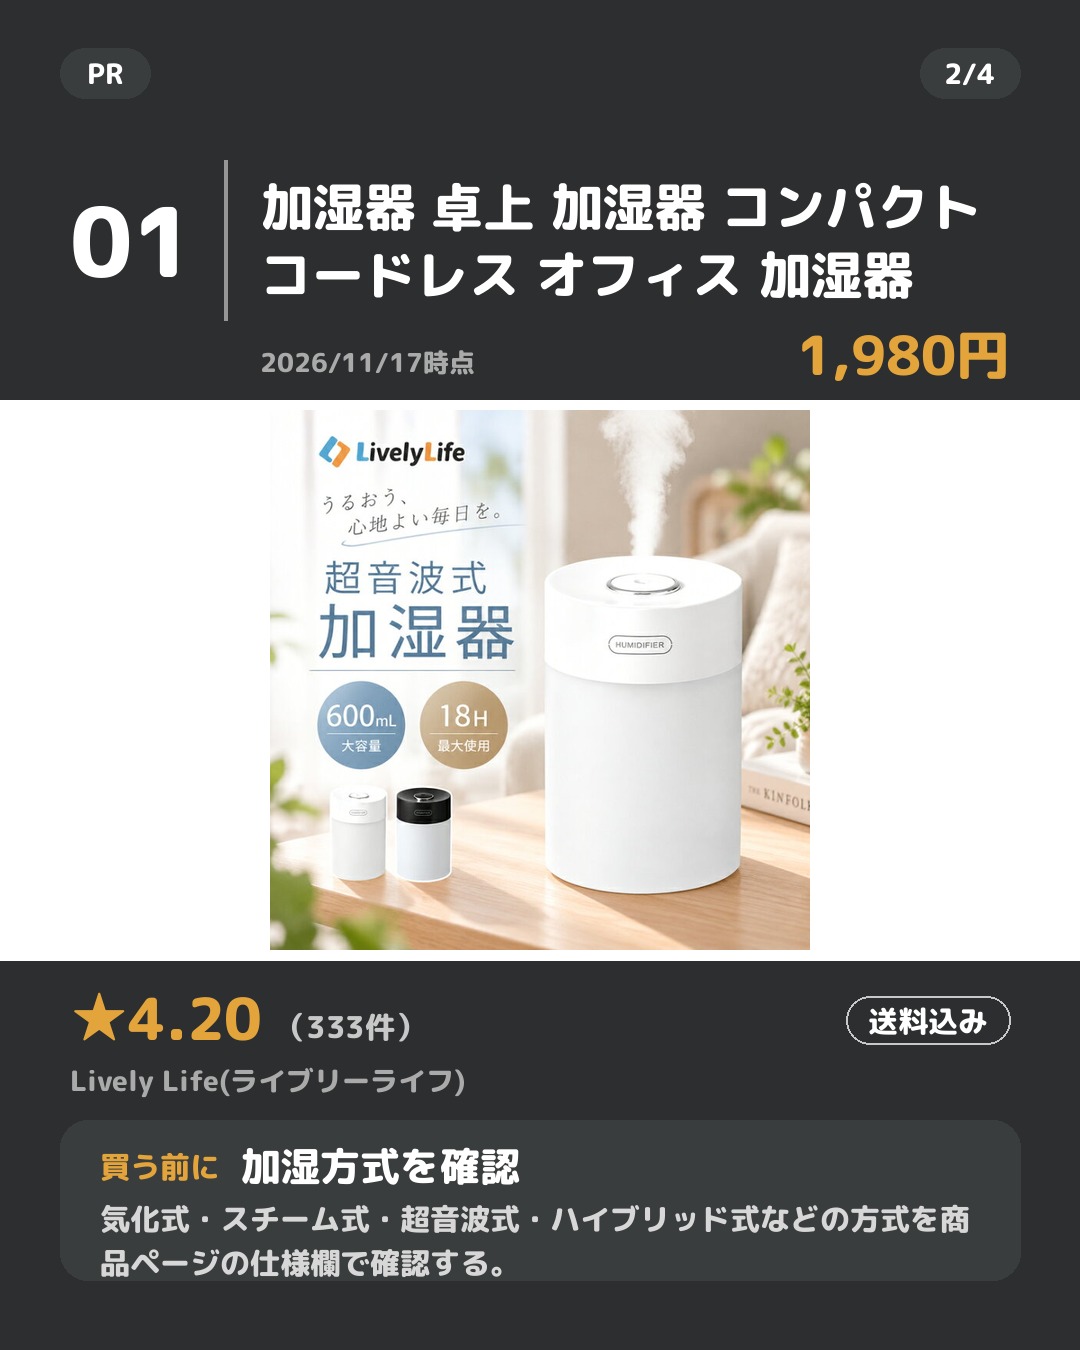 PR
2/4
01
加湿器 卓上 加湿器 コンパクト
コードレス オフィス 加湿器
2026/11/17時点
1,980円
LivelyLife
うるおう、
心地よい毎日を。
超音波式
加湿器
600mL
大容量
18H
最大使用
HUMIDIFIER
THE KINFOL
★4.20 (333件)
送料込み
Lively Life(ライブリーライフ)
買う前に 加湿方式を確認
気化式・スチーム式・超音波式・ハイブリッド式などの方式を商
品ページの仕様欄で確認する。